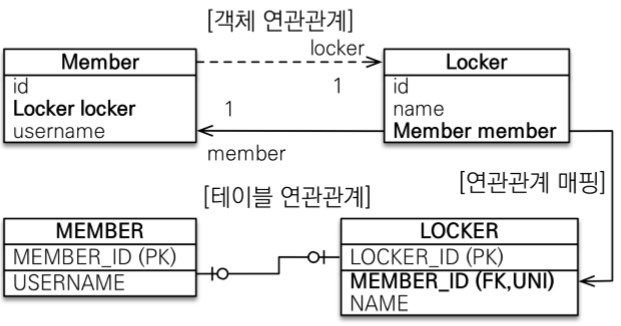 [객체 연관관계]
locker
Member
id
Locker locker
username
1
1
Locker
id
name
Member member
member
[연관관계 매핑]
[테이블 연관관계]
MEMBER
MEMBER_ID (PK)
USERNAME
LOCKER
LOCKER_ID (PK)
MEMBER_ID (FK,UNI)
NAME